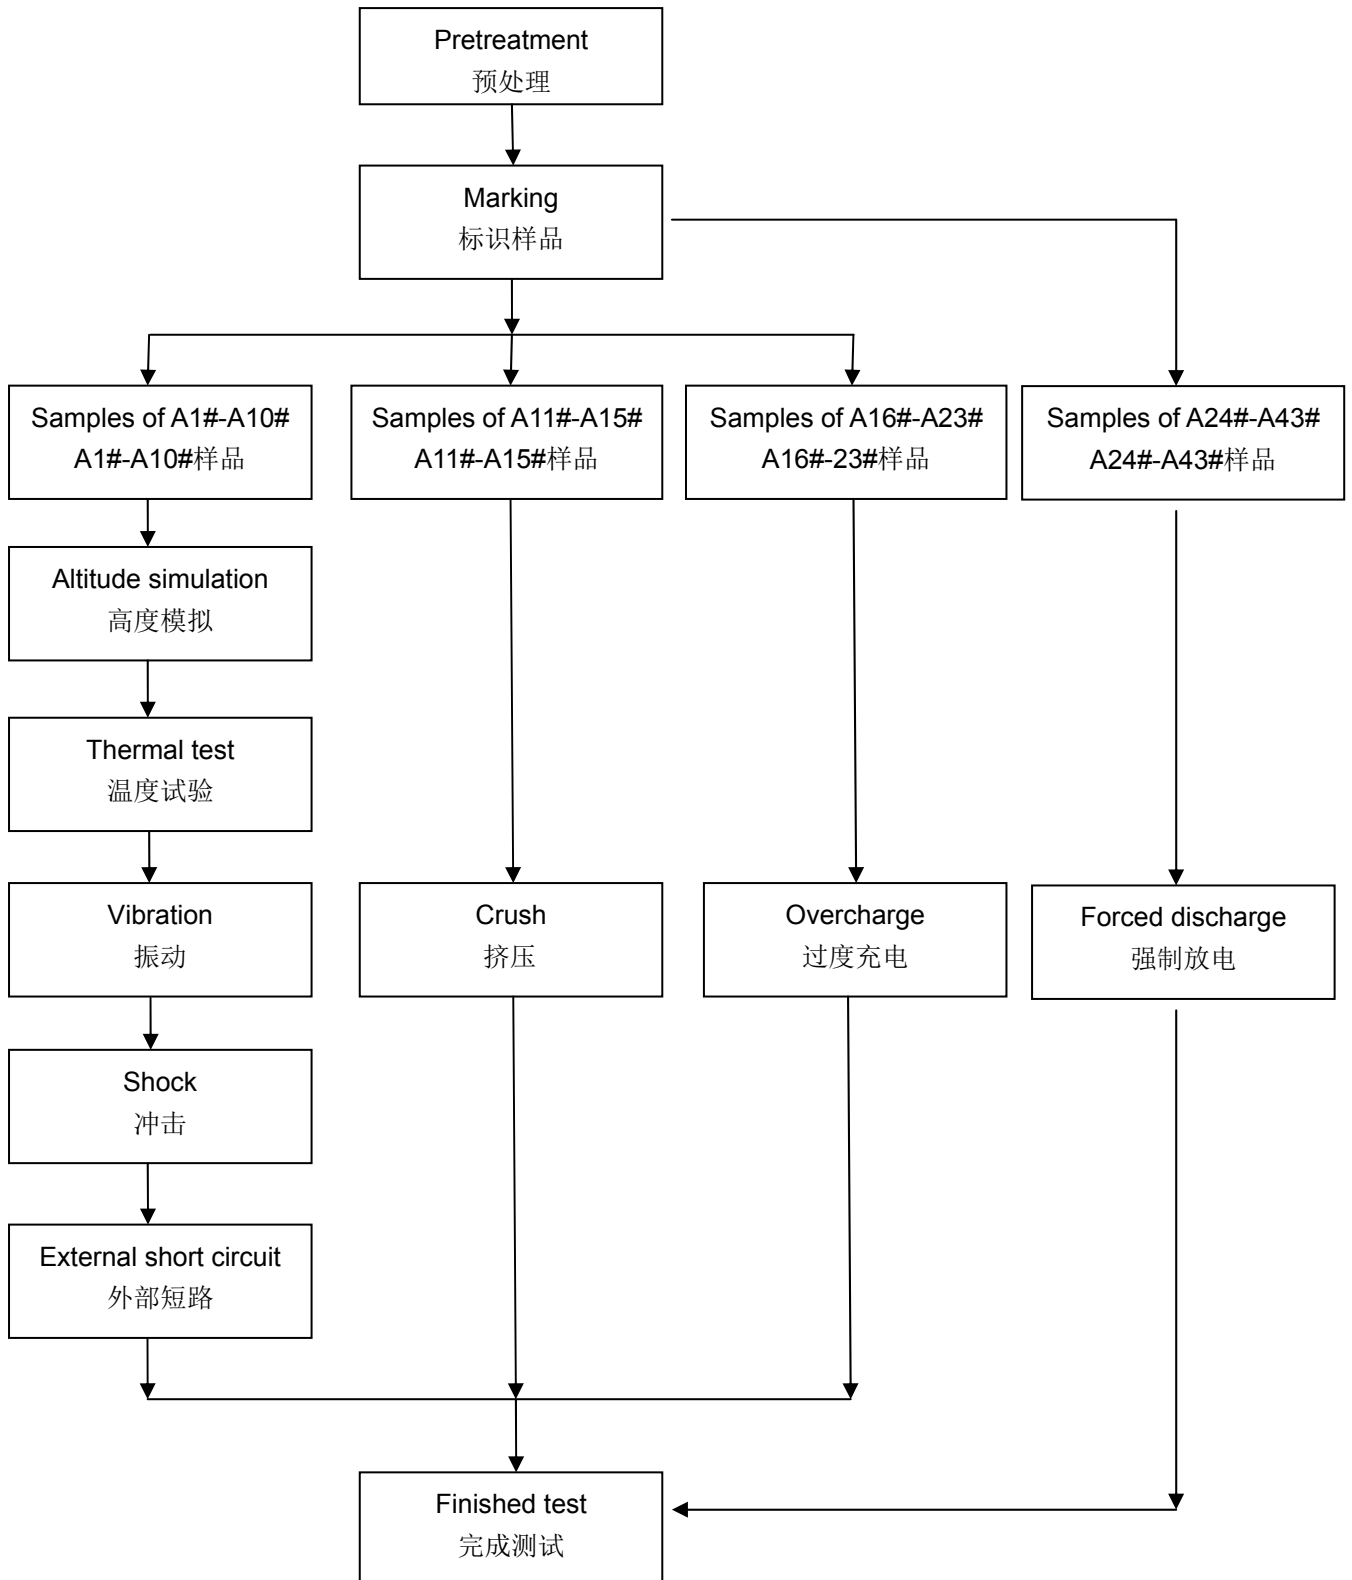 Pretreatment
预处理
Marking
标识样品
Samples of A1#-A10#
A1#-A10#样品
Samples of A11#-A15#
A11#-A15#样品
Samples of A16#-A23#
A16#-23#样品
Samples of A24#-A43#
A24#-A43#样品
Altitude simulation
高度模拟
Thermal test
温度试验
Vibration
振动
Crush
挤压
Overcharge
过度充电
Forced discharge
强制放电
Shock
冲击
External short circuit
外部短路
Finished test
完成测试